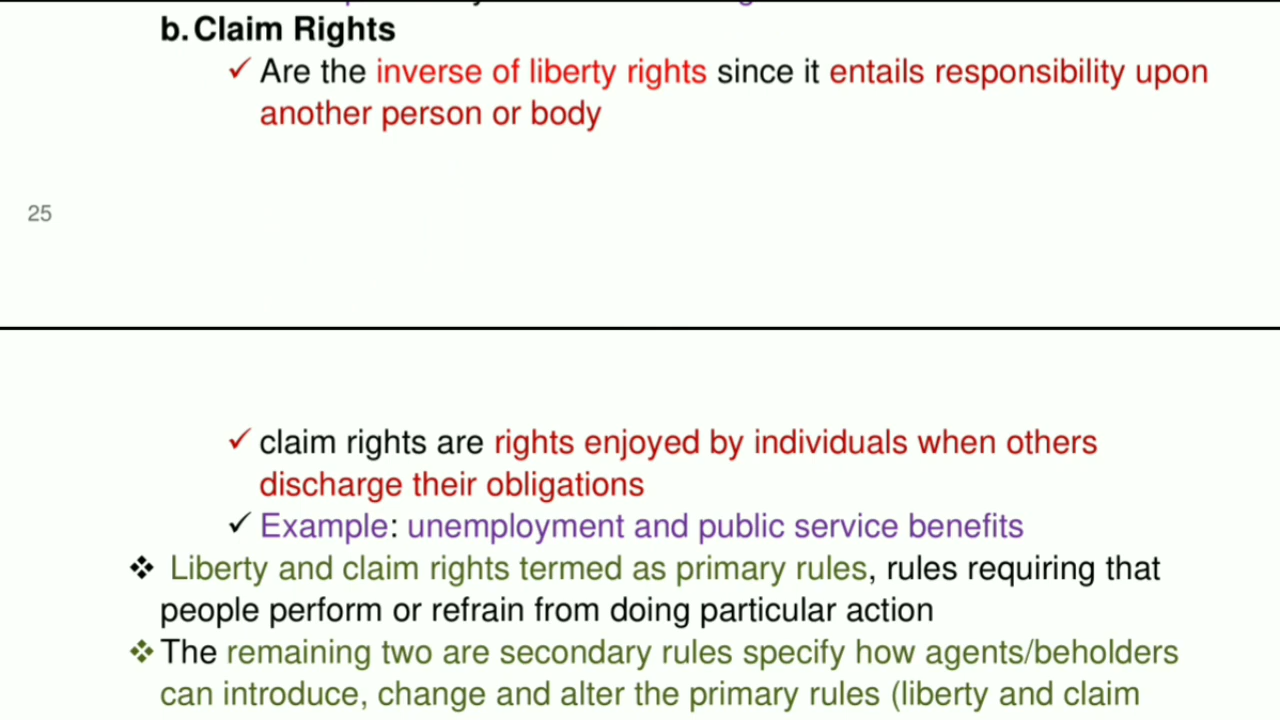 b. Claim Rights
✓ Are the inverse of liberty rights since it entails responsibility upon
another person or body
25
✓ claim rights are rights enjoyed by individuals when others
discharge their obligations
✓ Example: unemployment and public service benefits
❖ Liberty and claim rights termed as primary rules, rules requiring that
people perform or refrain from doing particular action
❖ The remaining two are secondary rules specify how agents/beholders
can introduce, change and alter the primary rules (liberty and claim